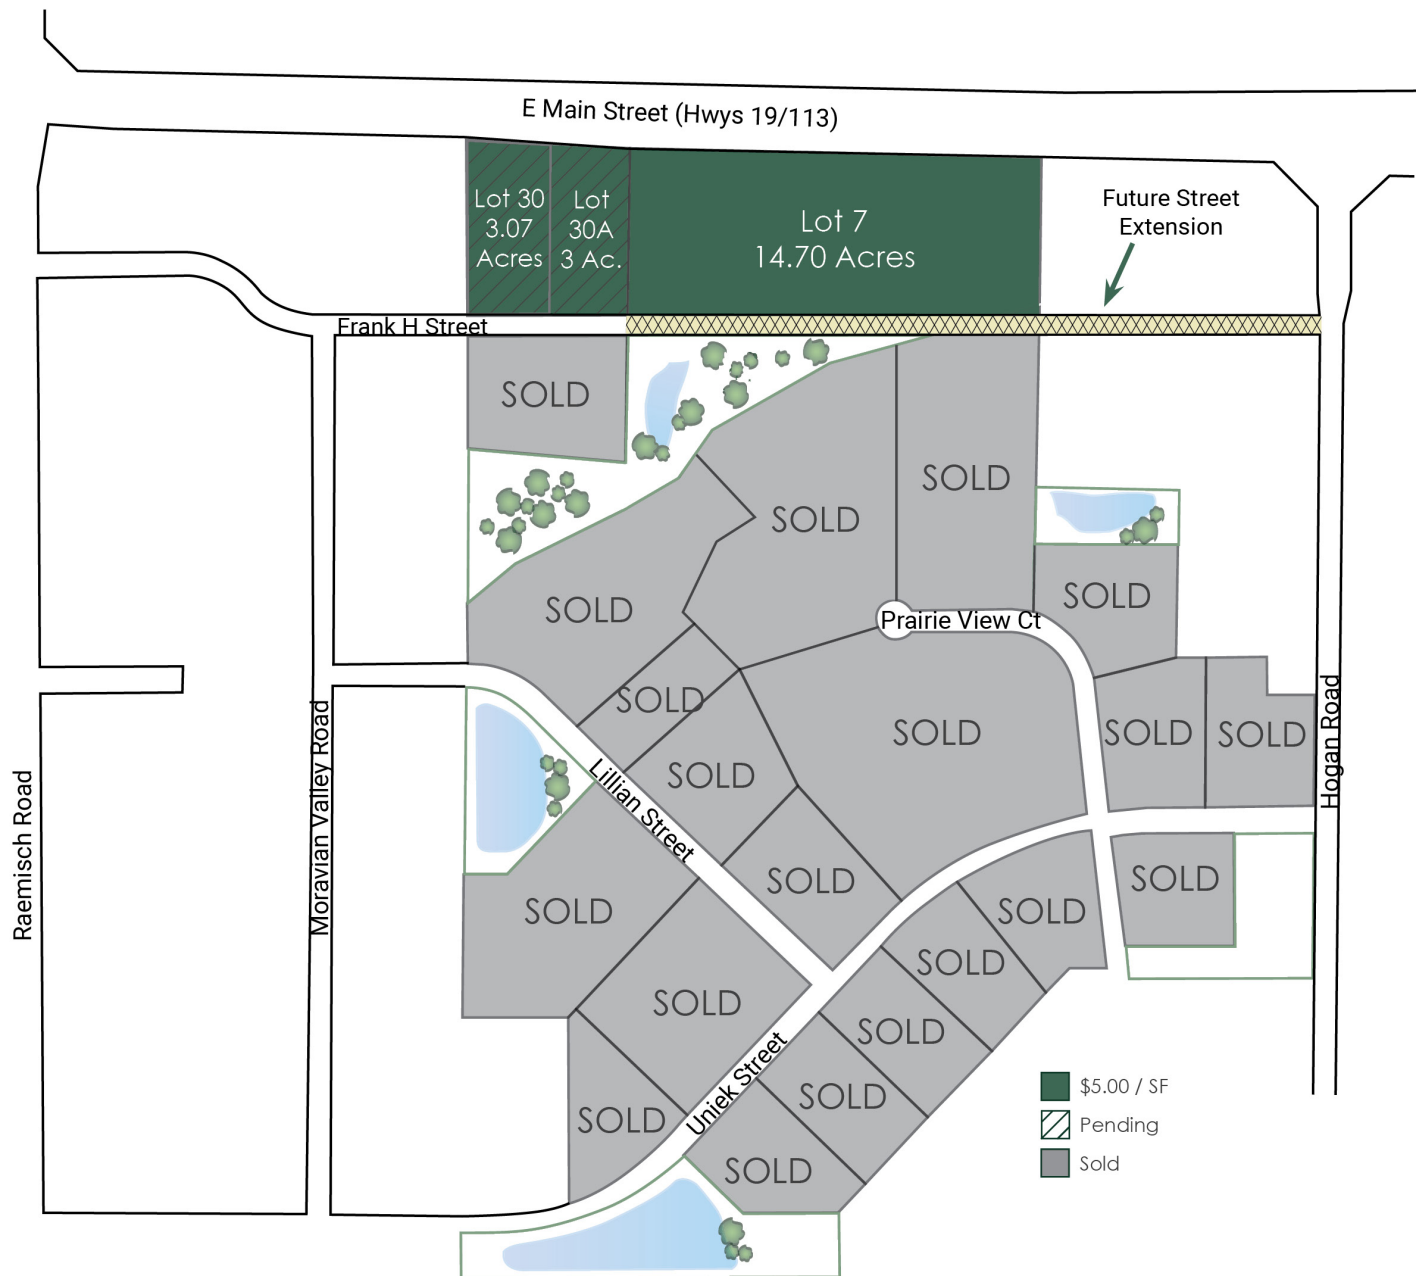 E Main Street (Hwys 19/113)
Lot 30
3.07
Acres
Lot
30A
3 Ac.
Lot 7
14.70 Acres
Future Street
Extension
Frank H Street
SOLD
SOLD
SOLD
SOLD
SOLD
Prairie View Ct
SOLD
SOLD
SOLD
SOLD
SOLD
Hogan Road
Moravian Valley Road
Raemisch Road
Lillian Street
SOLD
SOLD
SOLD
SOLD
SOLD
SOLD
SOLD
SOLD
Uniek Street
SOLD
SOLD
SOLD
$5.00 / SF
Pending
Sold